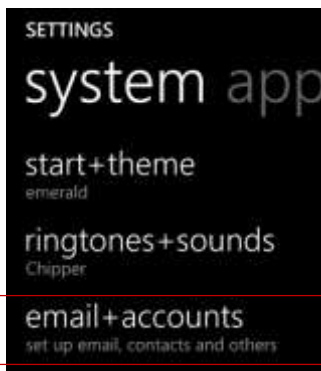 SETTINGS
system app
start+theme
emerald
ringtones+sounds
Chipper
email+accounts
set up email, contacts and others